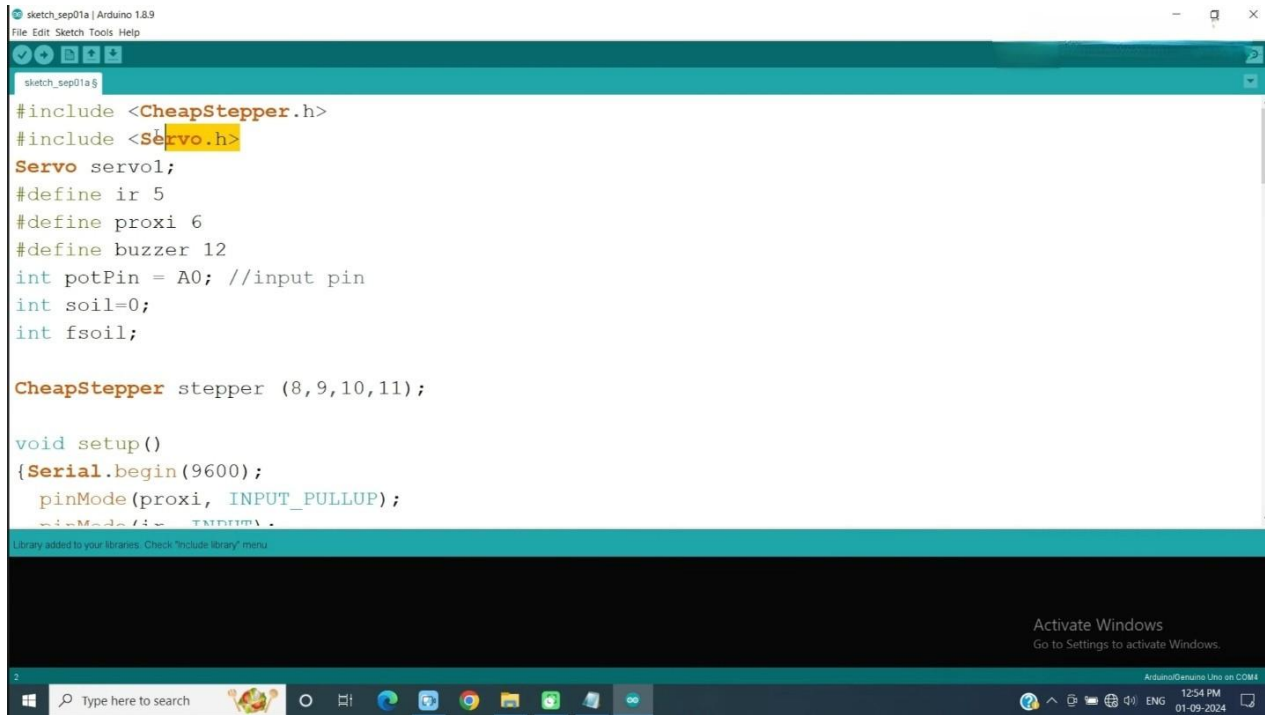 sketch_sep01a | Arduino 1.8.9
File Edit Sketch Tools Help
sketch_sep01a §
#include <CheapStepper.h>
#include <Servo.h>
Servo servo1;
#define ir 5
#define proxi 6
#define buzzer 12
int potPin = A0; //input pin
int soil=0;
int fsoil;
CheapStepper stepper (8,9,10,11);
void setup()
{Serial.begin(9600);
pinMode(proxi, INPUT_PULLUP);
pinMode(ir, INPUT);
Library added to your libraries. Check "Include library" menu
Activate Windows
Go to Settings to activate Windows.
2
Arduino/Genuino Uno on COM4
Type here to search
ENG
12:54 PM
01-09-2024